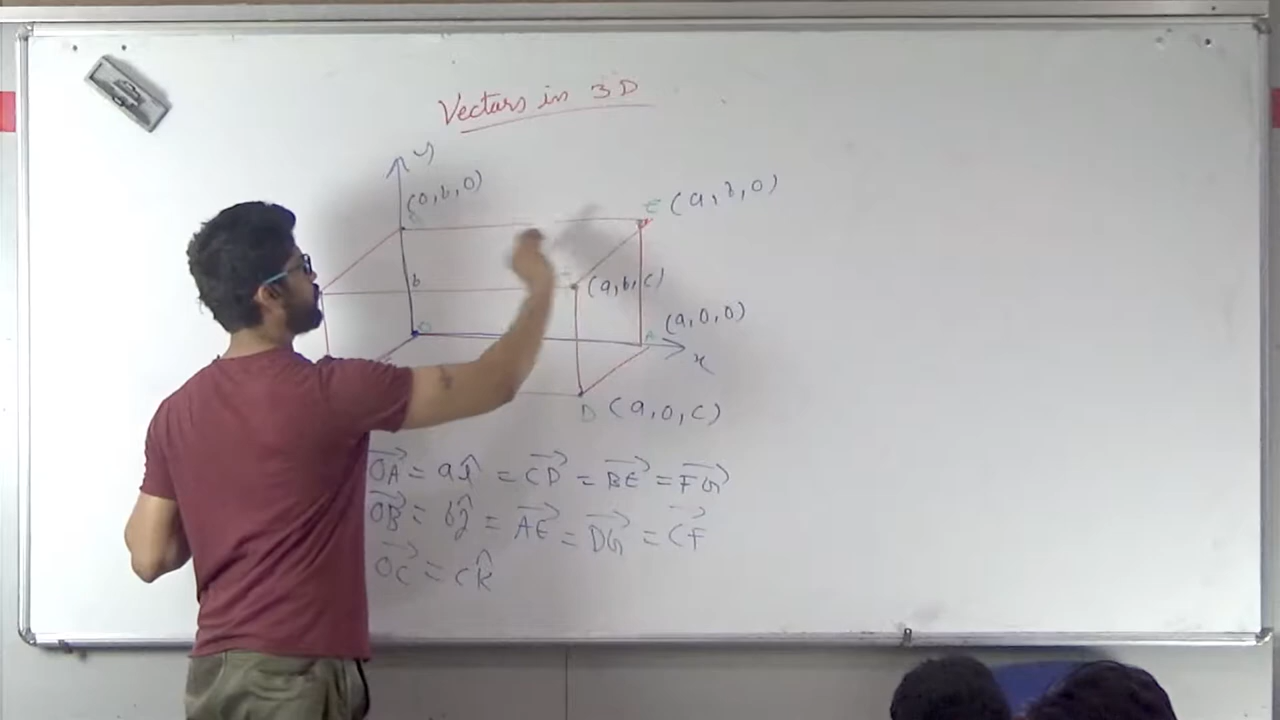 Vectors in 3D
y
(0, b, 0)
E (a, b, 0)
b
(a, b, c)
O
A (a, 0, 0)
x
D (a, 0, c)
OA = aî = CD = BE = FG
OB = bĵ = AE = DG = CF
OC = ck̂